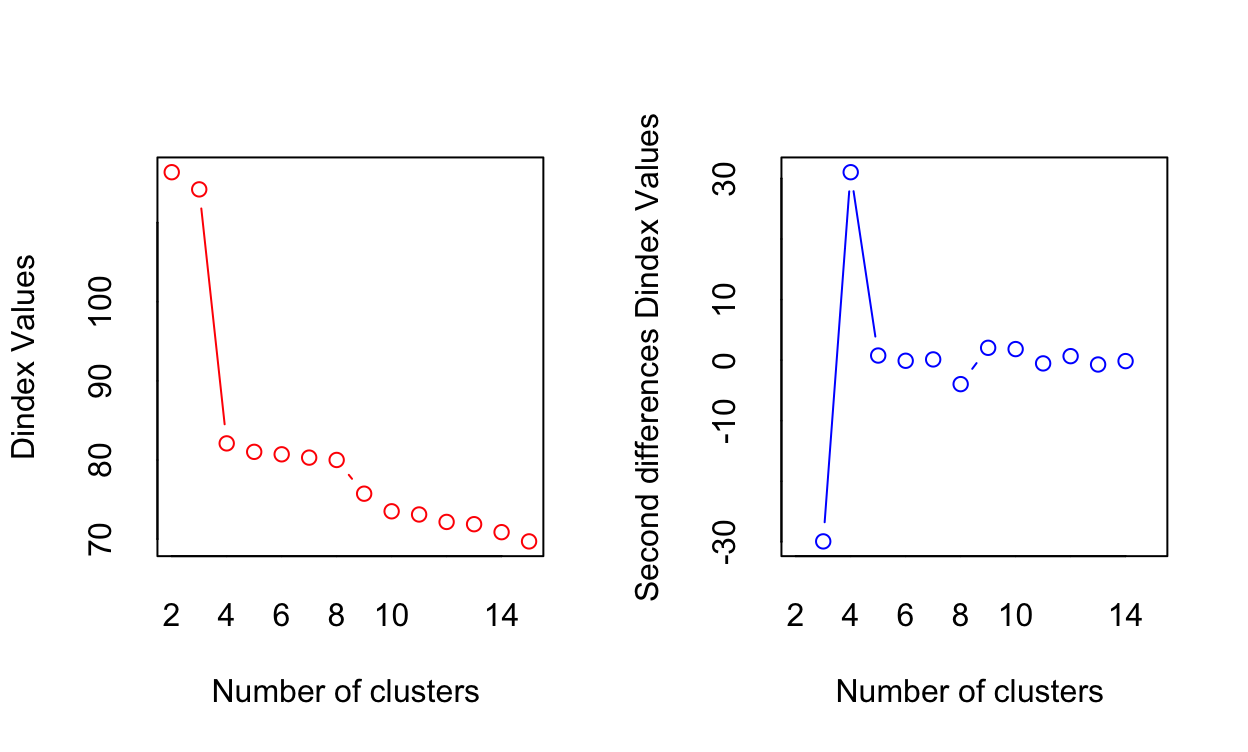 Dindex Values
100
90
80
70
2 4 6 8 10 14
Number of clusters
Second differences Dindex Values
30
10
0
-10
-30
2 4 6 8 10 14
Number of clusters